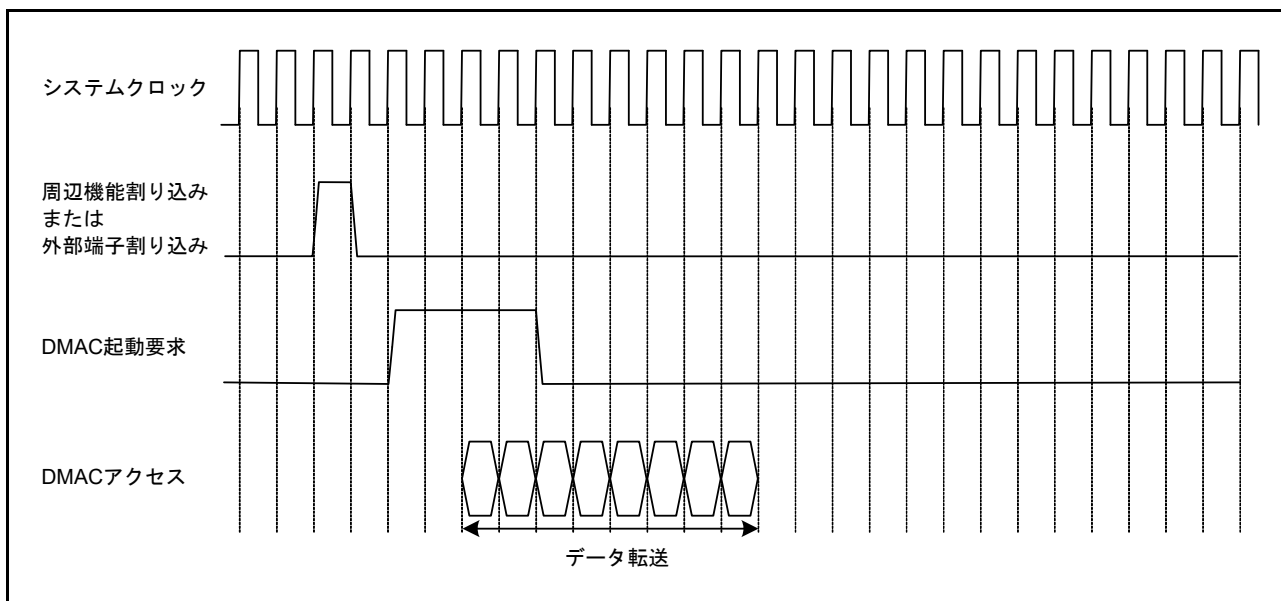 システムクロック
周辺機能割り込み
または
外部端子割り込み
DMAC起動要求
DMACアクセス
データ転送